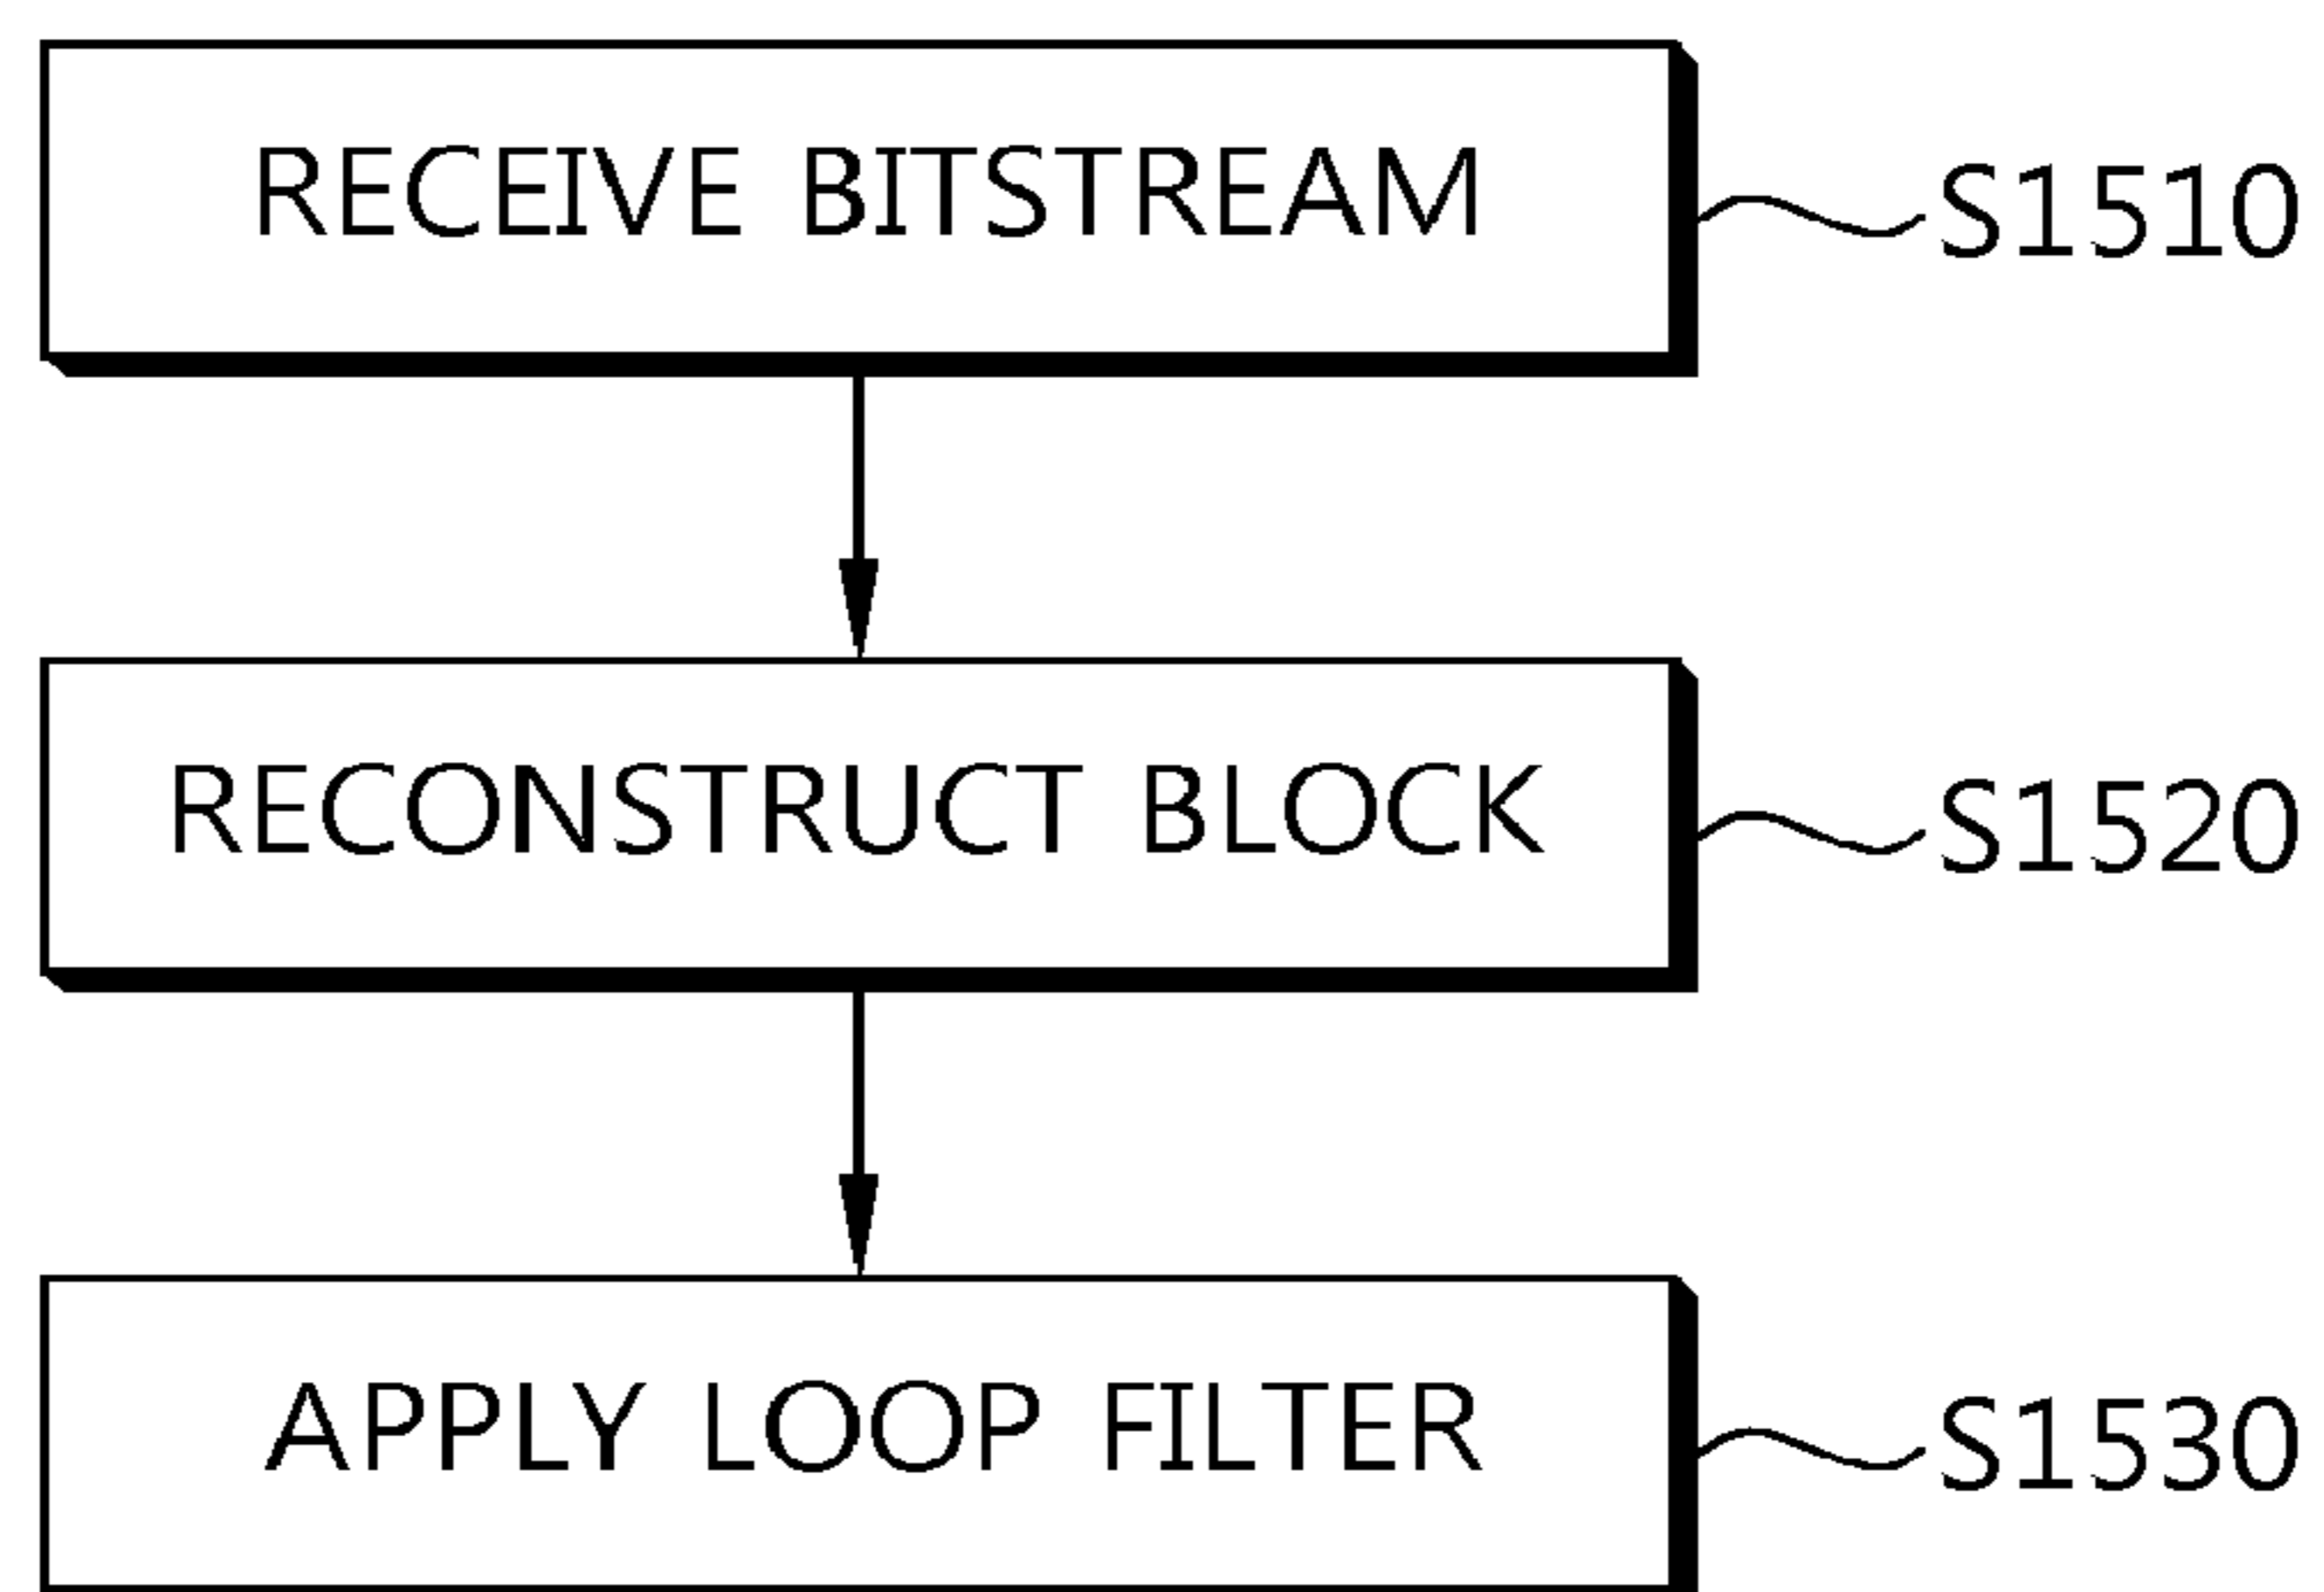 RECEIVE BITSTREAM
S1510
RECONSTRUCT BLOCK
S1520
APPLY LOOP FILTER
S1530